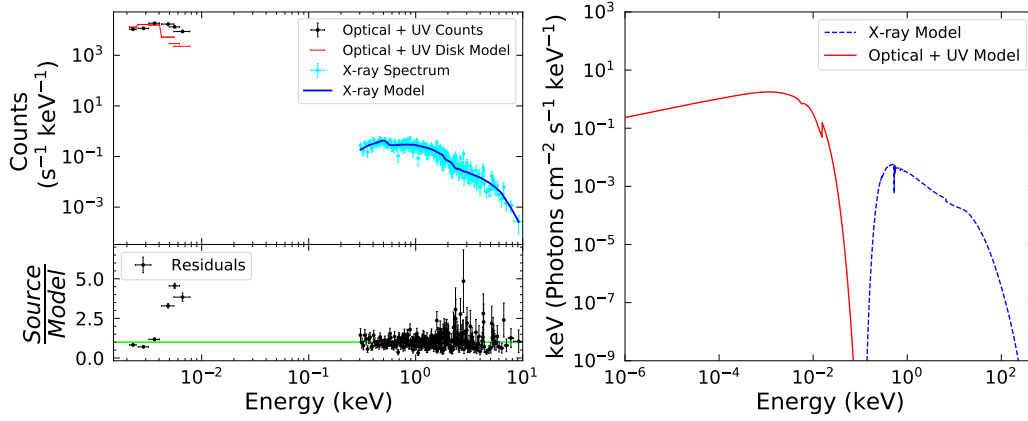 10⁴
10¹
10⁻¹
10⁻³
Counts
(s⁻¹ keV⁻¹)
Optical + UV Counts
Optical + UV Disk Model
X-ray Spectrum
X-ray Model
Source
Model
5.0
2.5
0.0
Residuals
10⁻²
10⁻¹
10⁰
10¹
Energy (keV)
keV (Photons cm⁻² s⁻¹ keV⁻¹)
10³
10¹
10⁻¹
10⁻³
10⁻⁵
10⁻⁷
10⁻⁹
X-ray Model
Optical + UV Model
10⁻⁶
10⁻⁴
10⁻²
10⁰
10²
Energy (keV)